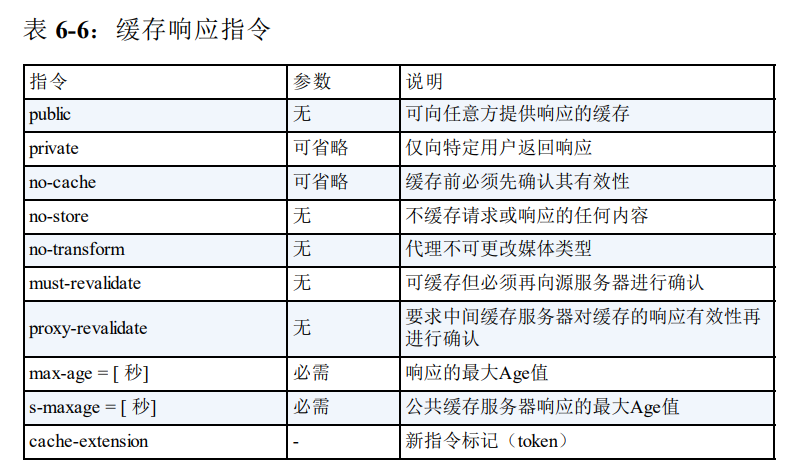 表 6-6：缓存响应指令
指令 参数 说明
public 无 可向任意方提供响应的缓存
private 可省略 仅向特定用户返回响应
no-cache 可省略 缓存前必须先确认其有效性
no-store 无 不缓存请求或响应的任何内容
no-transform 无 代理不可更改媒体类型
must-revalidate 无 可缓存但必须再向源服务器进行确认
proxy-revalidate 无 要求中间缓存服务器对缓存的响应有效性再
进行确认
max-age = [ 秒] 必需 响应的最大Age值
s-maxage = [ 秒] 必需 公共缓存服务器响应的最大Age值
cache-extension - 新指令标记（token）